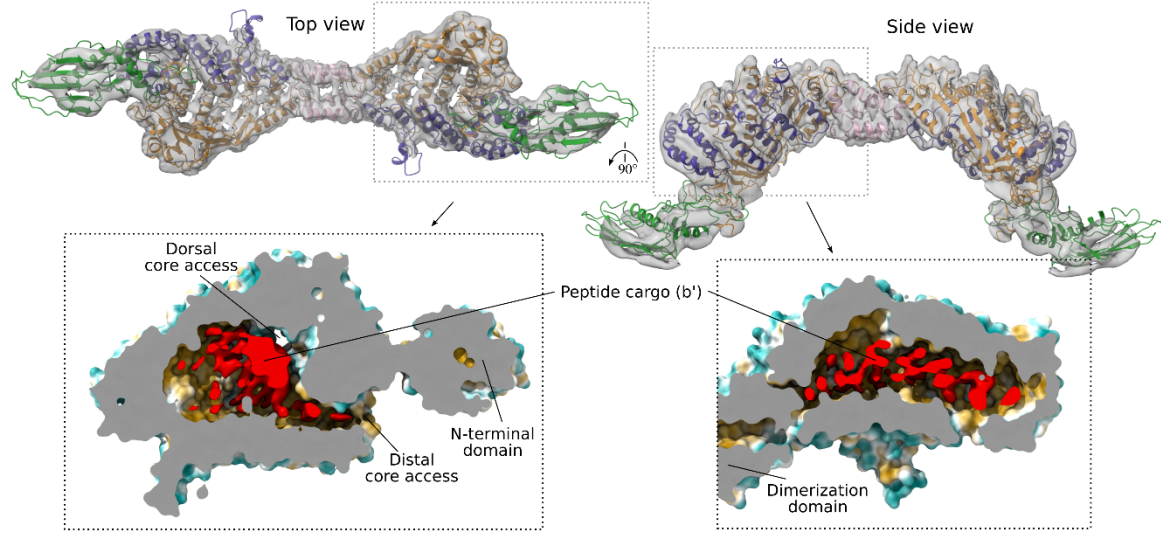 Top view
Side view
90°
Dorsal
core access
Peptide cargo (b')
N-terminal
domain
Distal
core access
Dimerization
domain